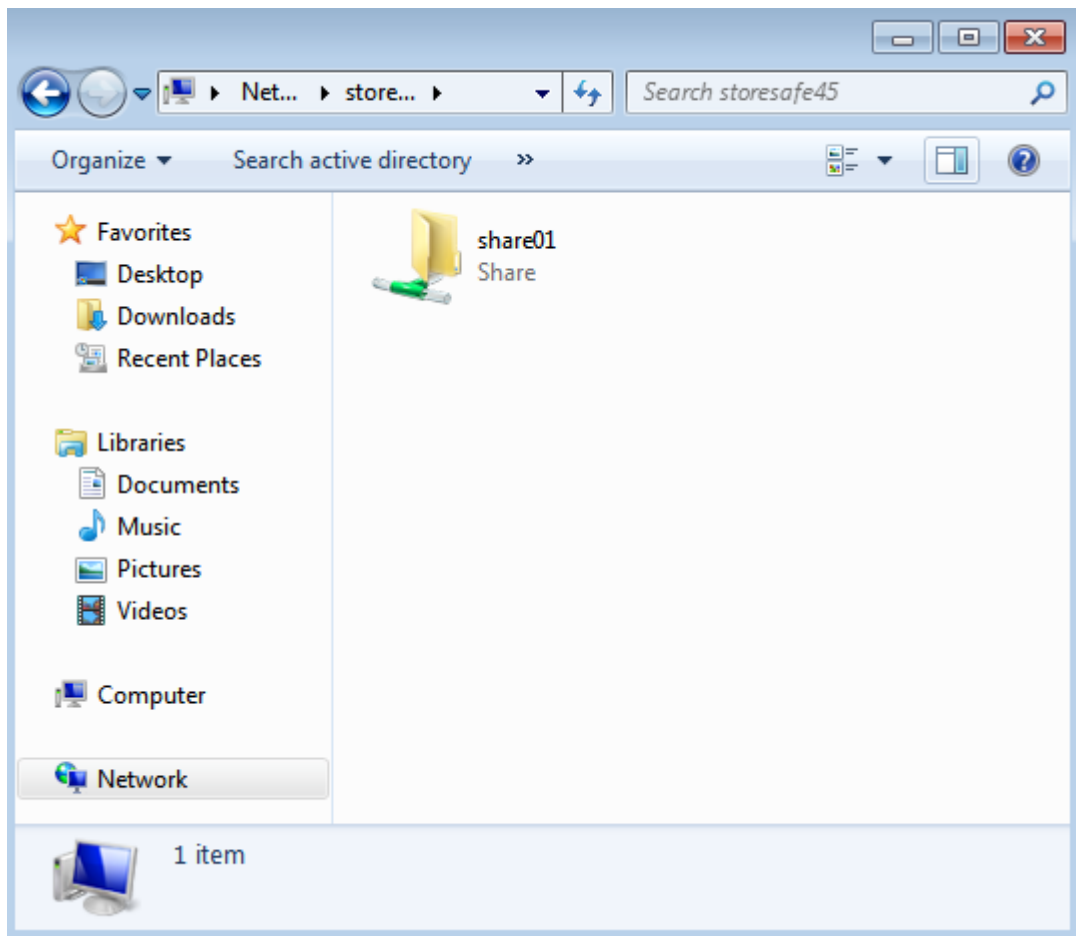 Net... store...
Search storesafe45
Organize
Search active directory
»
Favorites
Desktop
Downloads
Recent Places
Libraries
Documents
Music
Pictures
Videos
Computer
Network
share01
Share
1 item